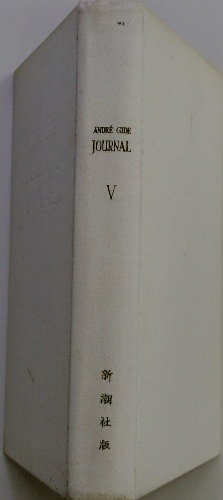 ANDRÉ GIDE
JOURNAL
V
新潮社版